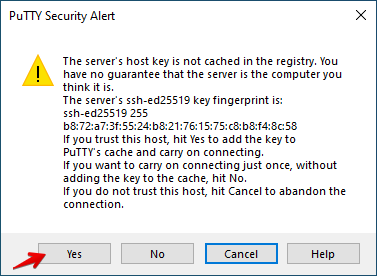 PuTTY Security Alert
The server's host key is not cached in the registry. You
have no guarantee that the server is the computer you
think it is.
The server's ssh-ed25519 key fingerprint is:
ssh-ed25519 255
b8:72:a7:3f:55:24:b8:21:76:15:75:c8:b8:f4:8c:58
If you trust this host, hit Yes to add the key to
PuTTY's cache and carry on connecting.
If you want to carry on connecting just once, without
adding the key to the cache, hit No.
If you do not trust this host, hit Cancel to abandon the
connection.
Yes No Cancel Help